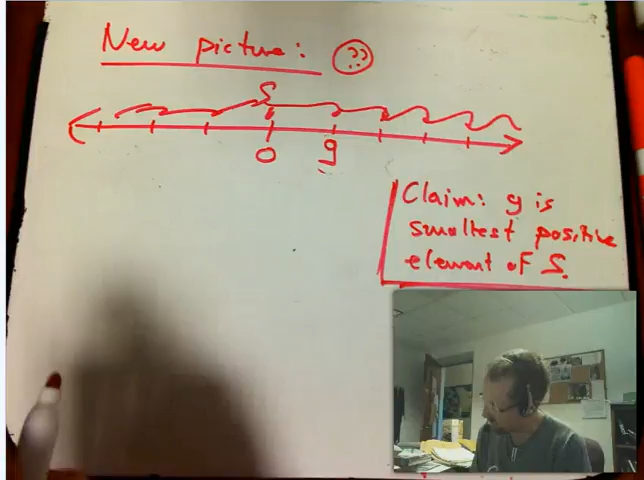 New picture:
S
0 g
Claim: g is
smallest positive
element of S.